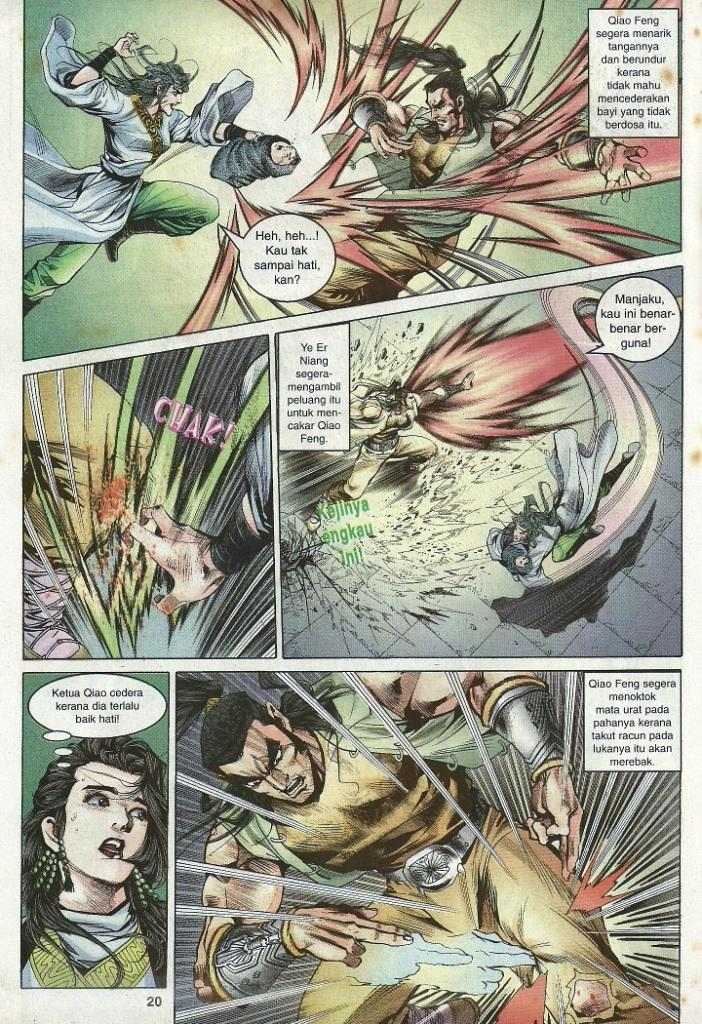 Qiao Feng
segera menarik
tangannya
dan berundur
kerana
tidak mahu
mencederakan
bayi yang tidak
berdosa itu.
Heh, heh...!
Kau tak
sampai hati,
kan?
CHAK!
Ye Er
Niang
segera-
mengambil
peluang itu
untuk men-
cakar Qiao
Feng.
Manjaku,
kau ini benar-
benar ber-
guna!
Kejinya
engkau
ini!
Ketua Qiao cedera
kerana dia terlalu
baik hati!
Qiao Feng segera
menoktok
mata urat pada
pahanya kerana
takut racun pada
lukanya itu akan
merebak.
20